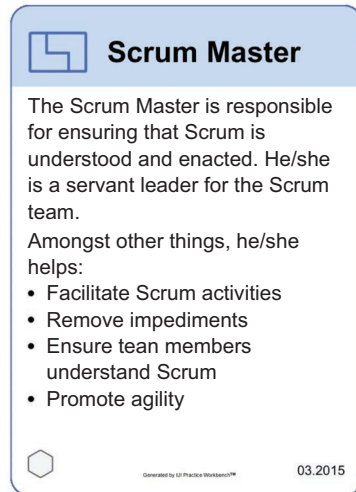 Scrum Master
The Scrum Master is responsible
for ensuring that Scrum is
understood and enacted. He/she
is a servant leader for the Scrum
team.
Amongst other things, he/she
helps:
• Facilitate Scrum activities
• Remove impediments
• Ensure tean members
understand Scrum
• Promote agility
Generated by IJI Practice Workbench™
03.2015